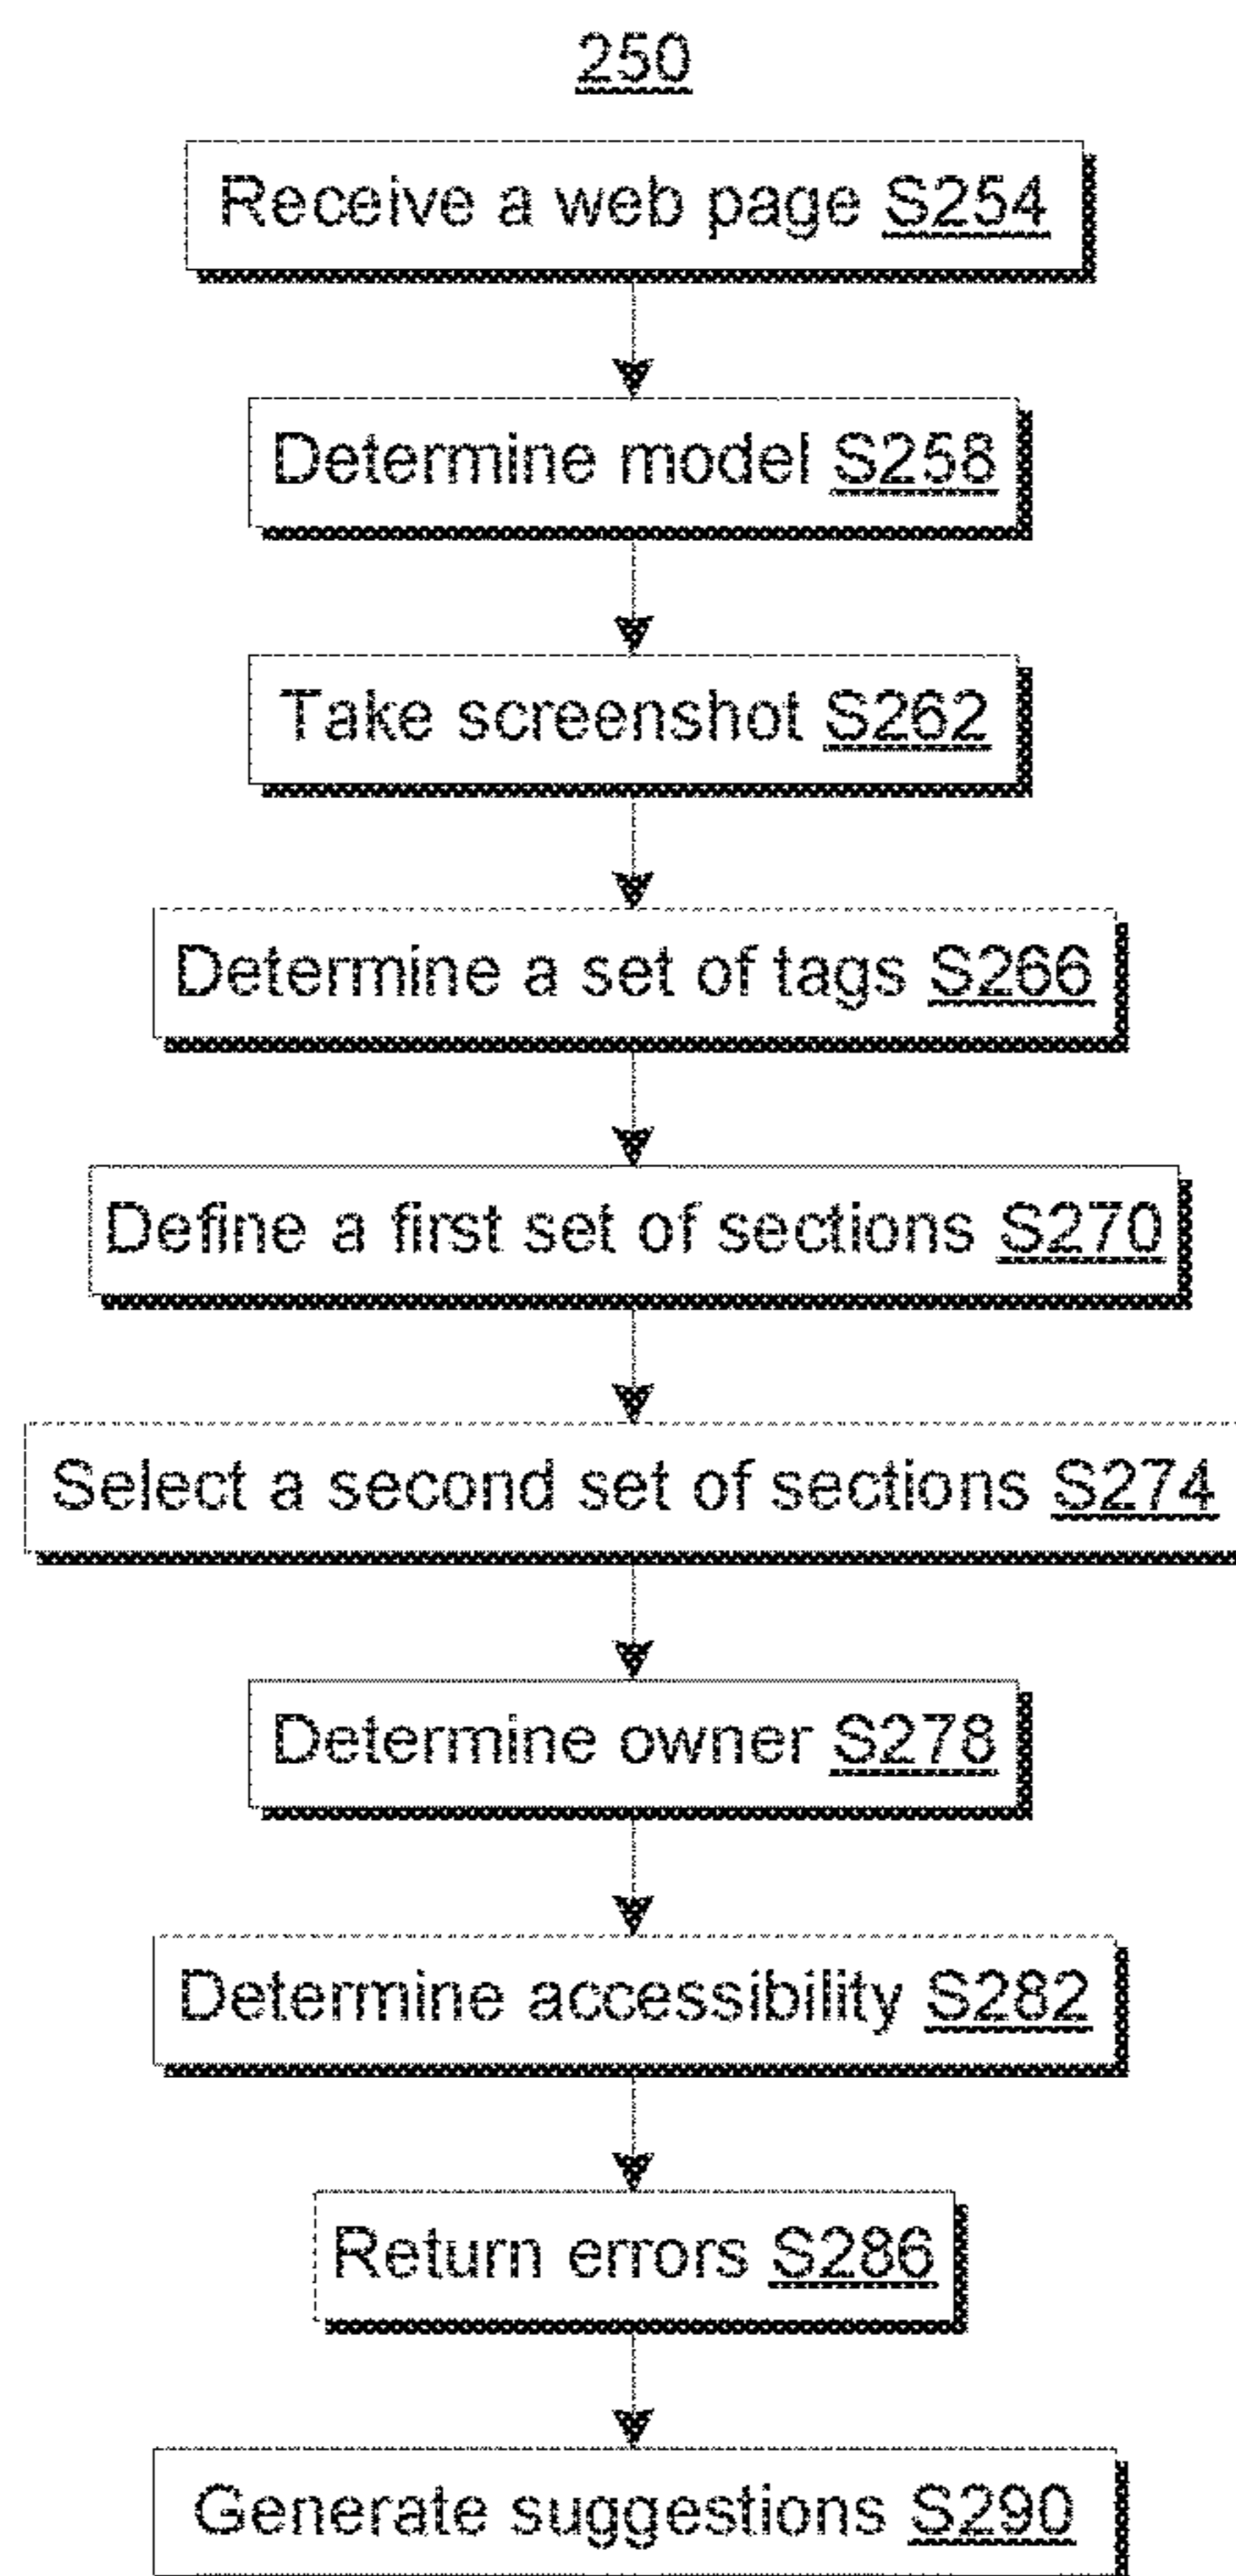 250
Receive a web page S254
Determine model S258
Take screenshot S262
Determine a set of tags S266
Define a first set of sections S270
Select a second set of sections S274
Determine owner S278
Determine accessibility S282
Return errors S286
Generate suggestions S290